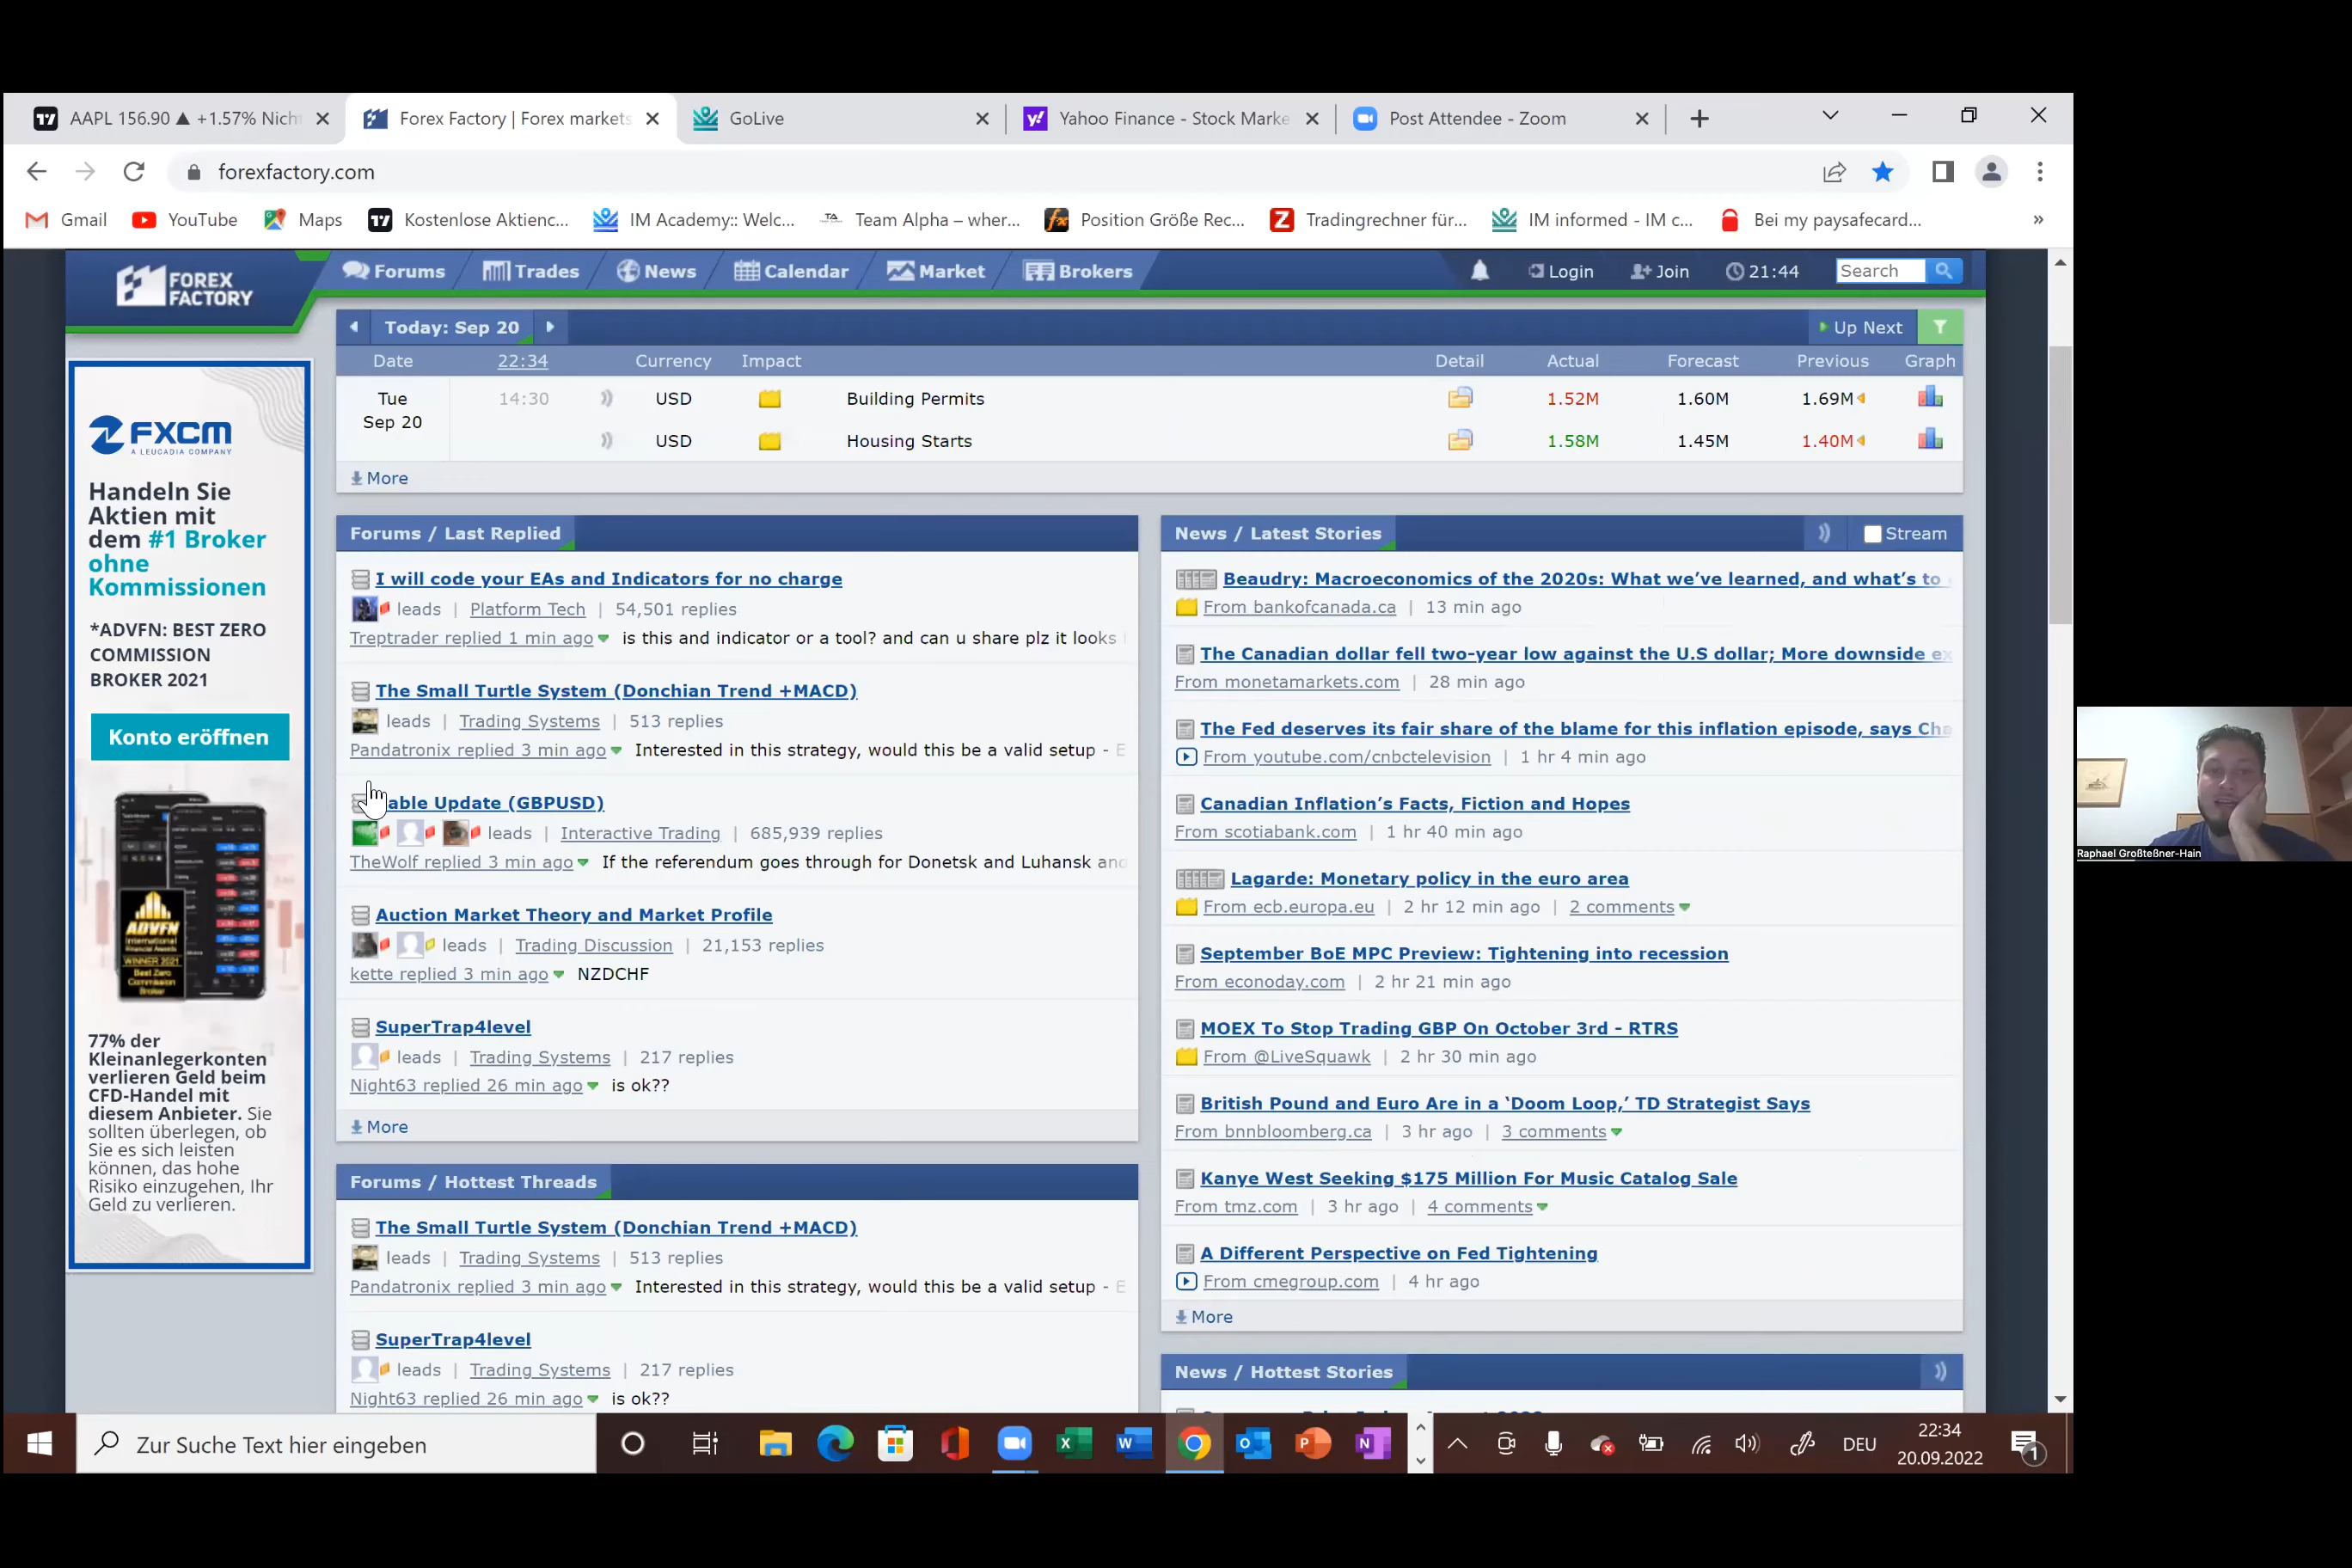 AAPL 156.90 ▲ +1.57% Nich
Forex Factory | Forex markets
GoLive
Yahoo Finance - Stock Marke
Post Attendee - Zoom
forexfactory.com
Gmail
YouTube
Maps
Kostenlose Aktienc...
IM Academy:: Welc...
Team Alpha – wher...
Position Größe Rec...
Tradingrechner für...
IM informed - IM c...
Bei my paysafecard...
FOREX FACTORY
Forums
Trades
News
Calendar
Market
Brokers
Login
Join
21:44
Search
Today: Sep 20
Up Next
Date 22:34 Currency Impact Detail Actual Forecast Previous Graph
Tue Sep 20 14:30 USD Building Permits 1.52M 1.60M 1.69M
USD Housing Starts 1.58M 1.45M 1.40M
More
FXCM
A LEUCADIA COMPANY
Handeln Sie
Aktien mit
dem #1 Broker
ohne
Kommissionen
*ADVFN: BEST ZERO
COMMISSION
BROKER 2021
Konto eröffnen
ADVFN
International
Financial Awards
WINNER 2021
Best Zero
Commission
Broker
77% der
Kleinanlegerkonten
verlieren Geld beim
CFD-Handel mit
diesem Anbieter. Sie
sollten überlegen, ob
Sie es sich leisten
können, das hohe
Risiko einzugehen, Ihr
Geld zu verlieren.
Forums / Last Replied
I will code your EAs and Indicators for no charge
leads | Platform Tech | 54,501 replies
Treptrader replied 1 min ago is this and indicator or a tool? and can u share plz it looks
The Small Turtle System (Donchian Trend +MACD)
leads | Trading Systems | 513 replies
Pandatronix replied 3 min ago Interested in this strategy, would this be a valid setup - E
able Update (GBPUSD)
leads | Interactive Trading | 685,939 replies
TheWolf replied 3 min ago If the referendum goes through for Donetsk and Luhansk and
Auction Market Theory and Market Profile
leads | Trading Discussion | 21,153 replies
kette replied 3 min ago NZDCHF
SuperTrap4level
leads | Trading Systems | 217 replies
Night63 replied 26 min ago is ok??
More
Forums / Hottest Threads
The Small Turtle System (Donchian Trend +MACD)
leads | Trading Systems | 513 replies
Pandatronix replied 3 min ago Interested in this strategy, would this be a valid setup - E
SuperTrap4level
leads | Trading Systems | 217 replies
Night63 replied 26 min ago is ok??
News / Latest Stories
Stream
Beaudry: Macroeconomics of the 2020s: What we've learned, and what's to
From bankofcanada.ca | 13 min ago
The Canadian dollar fell two-year low against the U.S dollar; More downside ex
From monetamarkets.com | 28 min ago
The Fed deserves its fair share of the blame for this inflation episode, says Cha
From youtube.com/cnbctelevision | 1 hr 4 min ago
Canadian Inflation's Facts, Fiction and Hopes
From scotiabank.com | 1 hr 40 min ago
Lagarde: Monetary policy in the euro area
From ecb.europa.eu | 2 hr 12 min ago | 2 comments
September BoE MPC Preview: Tightening into recession
From econoday.com | 2 hr 21 min ago
MOEX To Stop Trading GBP On October 3rd - RTRS
From @LiveSquawk | 2 hr 30 min ago
British Pound and Euro Are in a 'Doom Loop,' TD Strategist Says
From bnnbloomberg.ca | 3 hr ago | 3 comments
Kanye West Seeking $175 Million For Music Catalog Sale
From tmz.com | 3 hr ago | 4 comments
A Different Perspective on Fed Tightening
From cmegroup.com | 4 hr ago
More
News / Hottest Stories
Raphael Großteßner-Hain
Zur Suche Text hier eingeben
DEU
22:34
20.09.2022
1